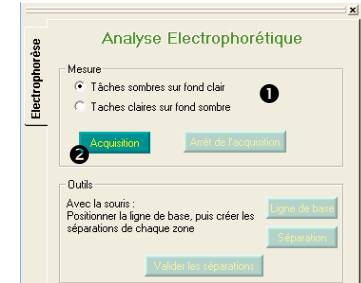 Electrophorèse
Analyse Electrophorétique
Mesure
Tâches sombres sur fond clair
1
Taches claires sur fond sombre
Acquisition
Arrêt de l'acquisition
2
Outils
Avec la souris :
Positionner la ligne de base, puis créer les
séparations de chaque zone
Ligne de base
Séparation
Valider les séparations